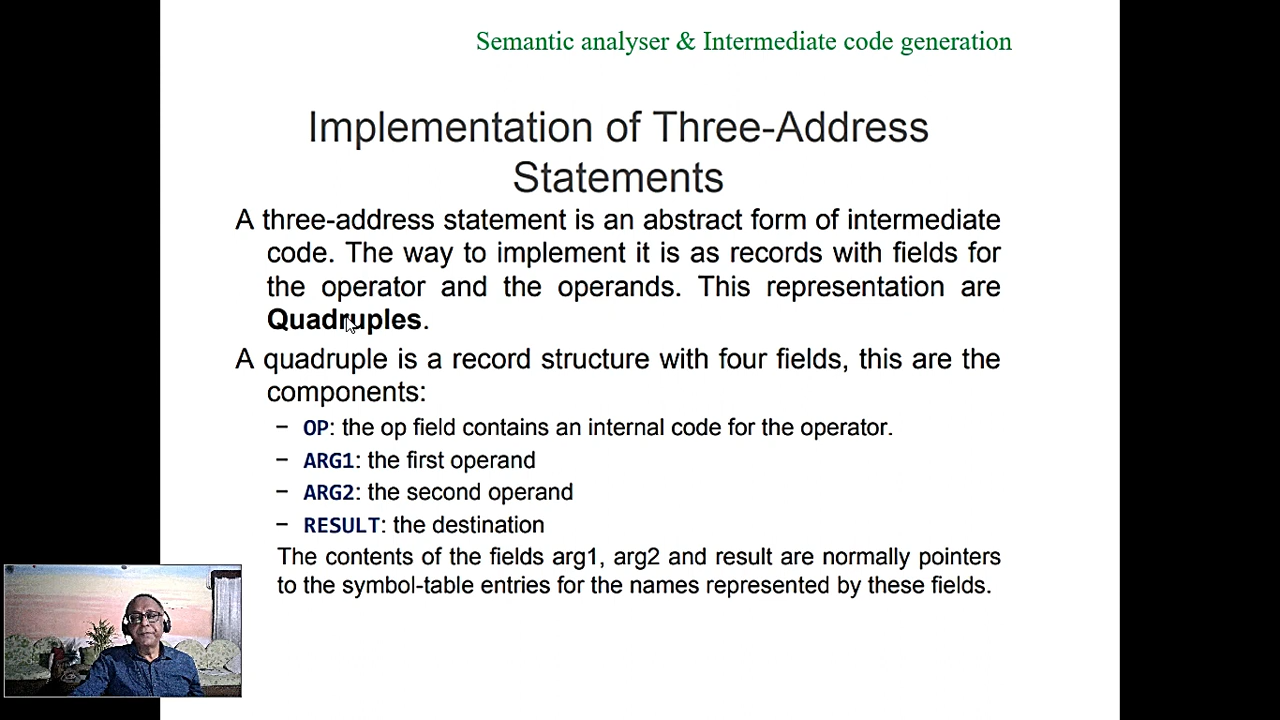 Semantic analyser & Intermediate code generation
Implementation of Three-Address
Statements
A three-address statement is an abstract form of intermediate
code. The way to implement it is as records with fields for
the operator and the operands. This representation are
Quadruples.
A quadruple is a record structure with four fields, this are the
components:
– OP: the op field contains an internal code for the operator.
– ARG1: the first operand
– ARG2: the second operand
– RESULT: the destination
The contents of the fields arg1, arg2 and result are normally pointers
to the symbol-table entries for the names represented by these fields.